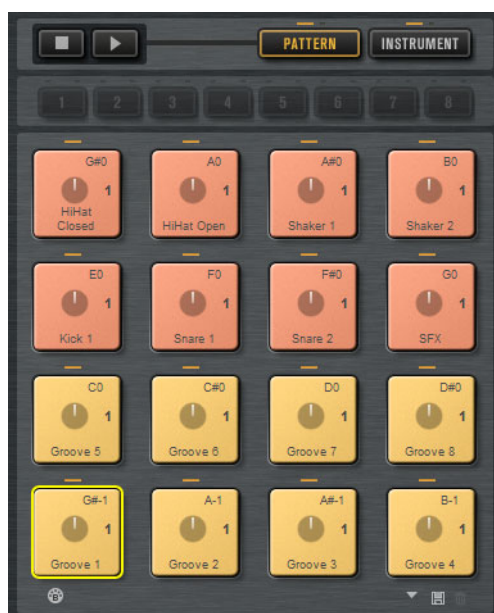 PATTERN INSTRUMENT
1 2 3 4 5 6 7 8
G#0 A0 A#0 B0
1 1 1 1
HiHat
Closed HiHat Open Shaker 1 Shaker 2
E0 F0 F#0 G0
1 1 1 1
Kick 1 Snare 1 Snare 2 SFX
C0 C#0 D0 D#0
1 1 1 1
Groove 5 Groove 6 Groove 7 Groove 8
G#-1 A-1 A#-1 B-1
1 1 1 1
Groove 1 Groove 2 Groove 3 Groove 4